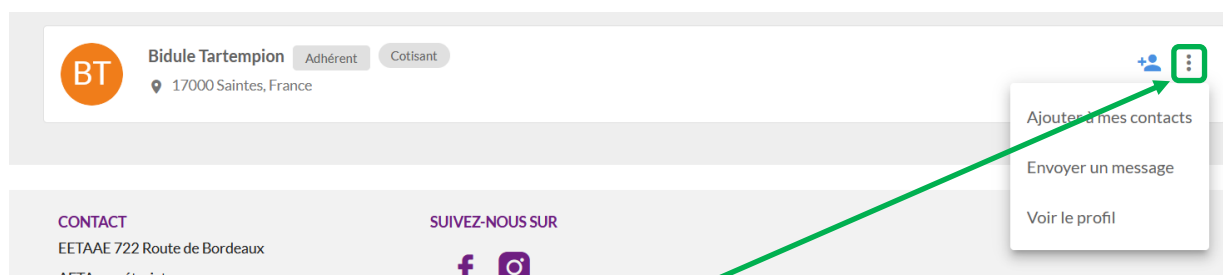 BT
Bidule Tartempion Adhérent Cotisant
17000 Saintes, France
Ajouter à mes contacts
Envoyer un message
Voir le profil
CONTACT
EETAAE 722 Route de Bordeaux
SUIVEZ-NOUS SUR